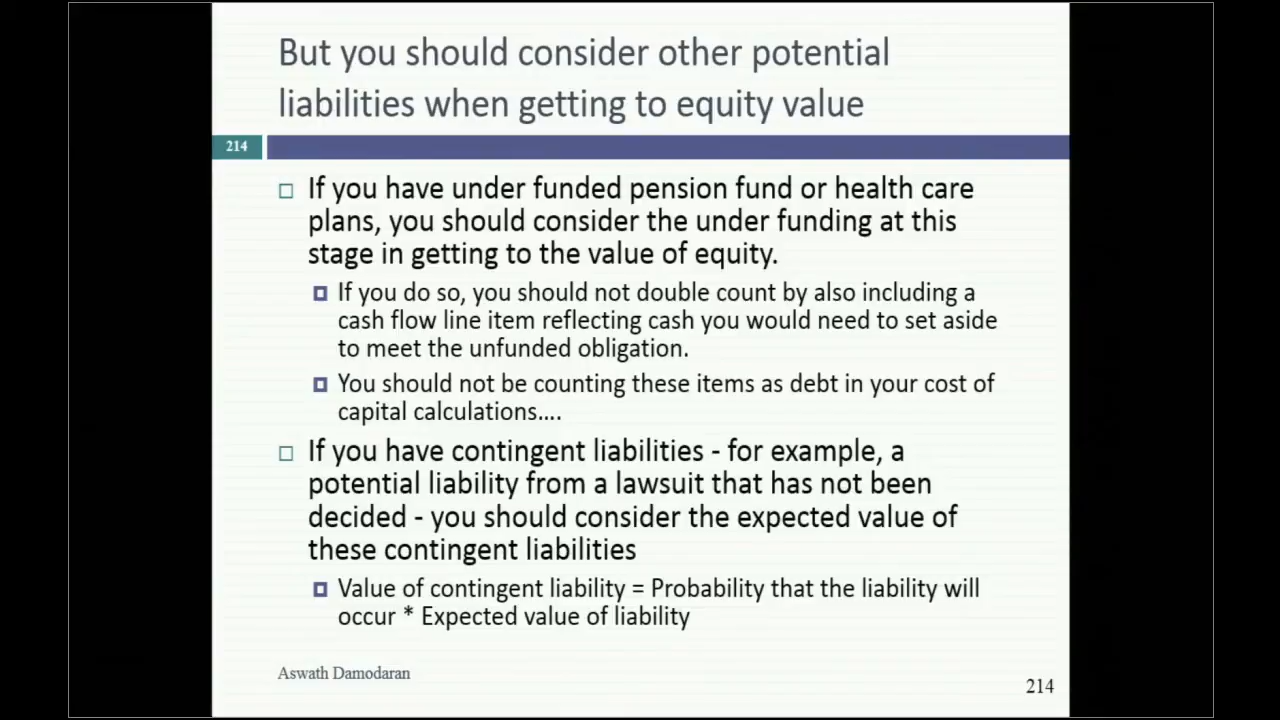 But you should consider other potential
liabilities when getting to equity value
214
If you have under funded pension fund or health care
plans, you should consider the under funding at this
stage in getting to the value of equity.
If you do so, you should not double count by also including a
cash flow line item reflecting cash you would need to set aside
to meet the unfunded obligation.
You should not be counting these items as debt in your cost of
capital calculations....
If you have contingent liabilities - for example, a
potential liability from a lawsuit that has not been
decided - you should consider the expected value of
these contingent liabilities
Value of contingent liability = Probability that the liability will
occur * Expected value of liability
Aswath Damodaran
214